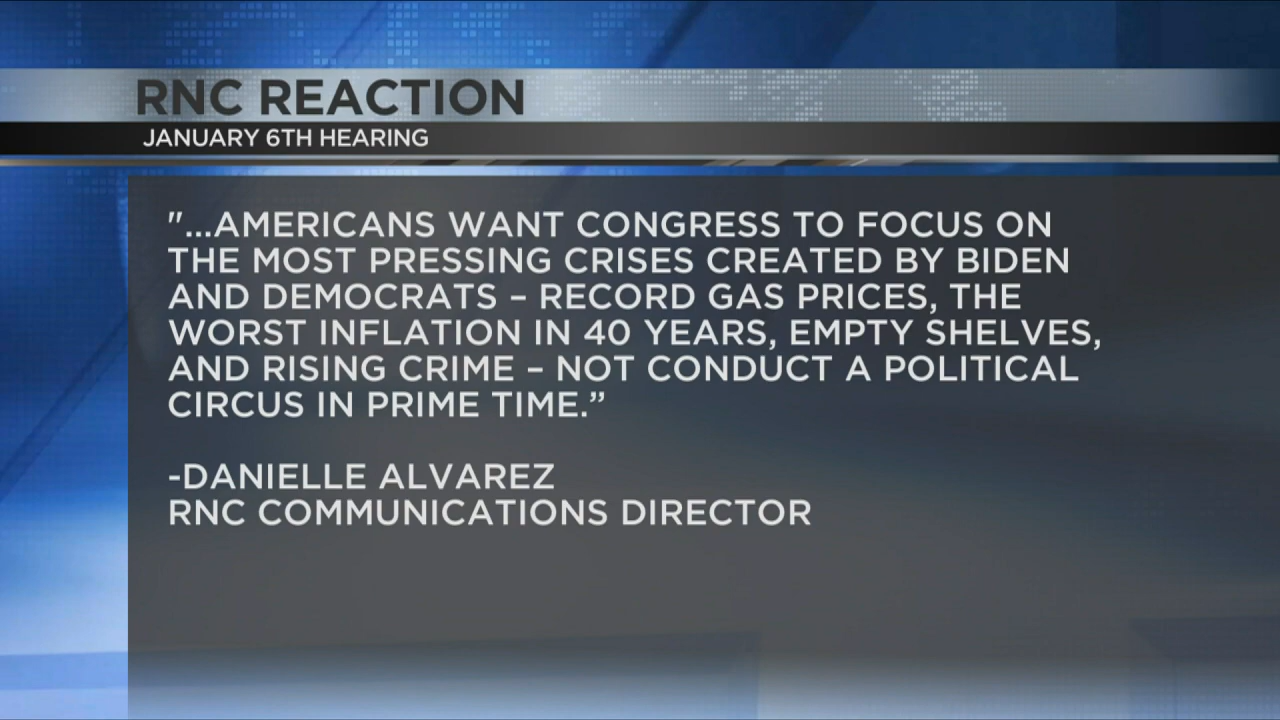 RNC REACTION
JANUARY 6TH HEARING
"...AMERICANS WANT CONGRESS TO FOCUS ON
THE MOST PRESSING CRISES CREATED BY BIDEN
AND DEMOCRATS – RECORD GAS PRICES, THE
WORST INFLATION IN 40 YEARS, EMPTY SHELVES,
AND RISING CRIME – NOT CONDUCT A POLITICAL
CIRCUS IN PRIME TIME.”
-DANIELLE ALVAREZ
RNC COMMUNICATIONS DIRECTOR